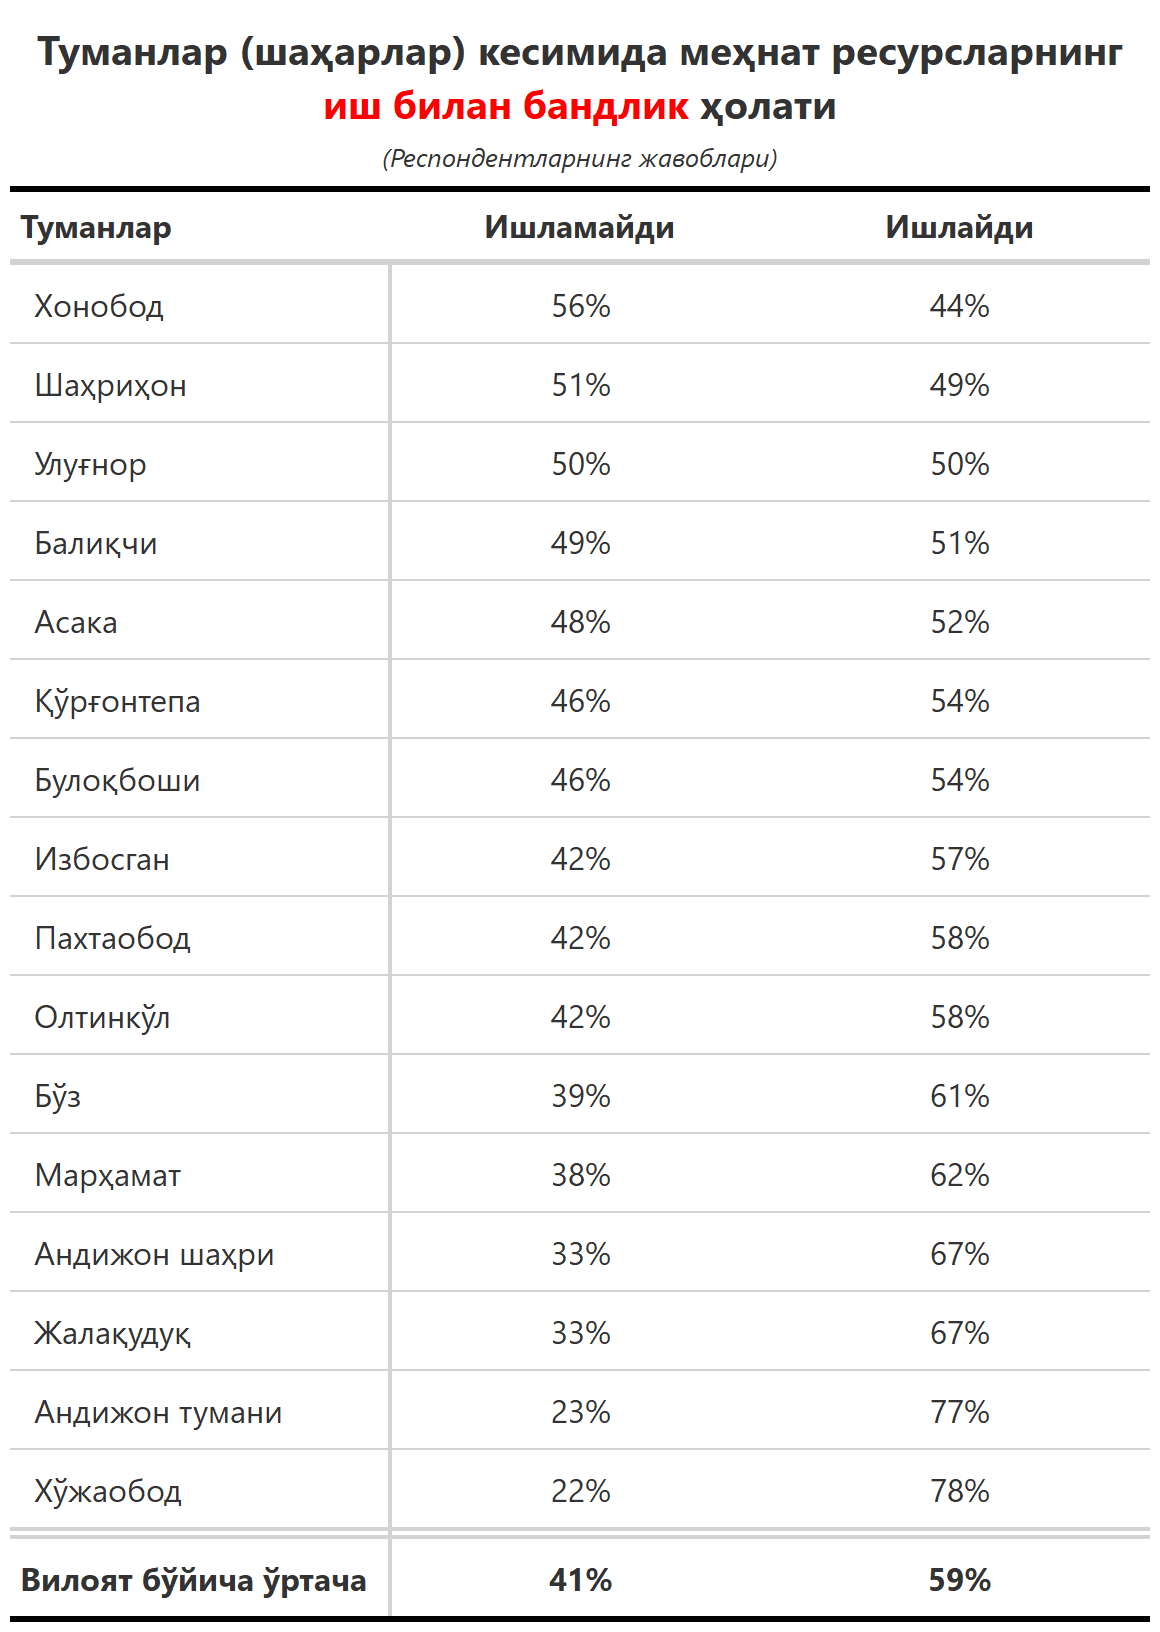 Туманлар (шаҳарлар) кесимида меҳнат ресурсларнинг
иш билан бандлик ҳолати
(Респондентларнинг жавоблари)
Туманлар Ишламайди Ишлайди
Хонобод 56% 44%
Шаҳриҳон 51% 49%
Улуғнор 50% 50%
Балиқчи 49% 51%
Асака 48% 52%
Қўрғонтепа 46% 54%
Булоқбоши 46% 54%
Избосган 42% 57%
Пахтаобод 42% 58%
Олтинкўл 42% 58%
Бўз 39% 61%
Марҳамат 38% 62%
Андижон шаҳри 33% 67%
Жалақудуқ 33% 67%
Андижон тумани 23% 77%
Хўжаобод 22% 78%
Вилоят бўйича ўртача 41% 59%